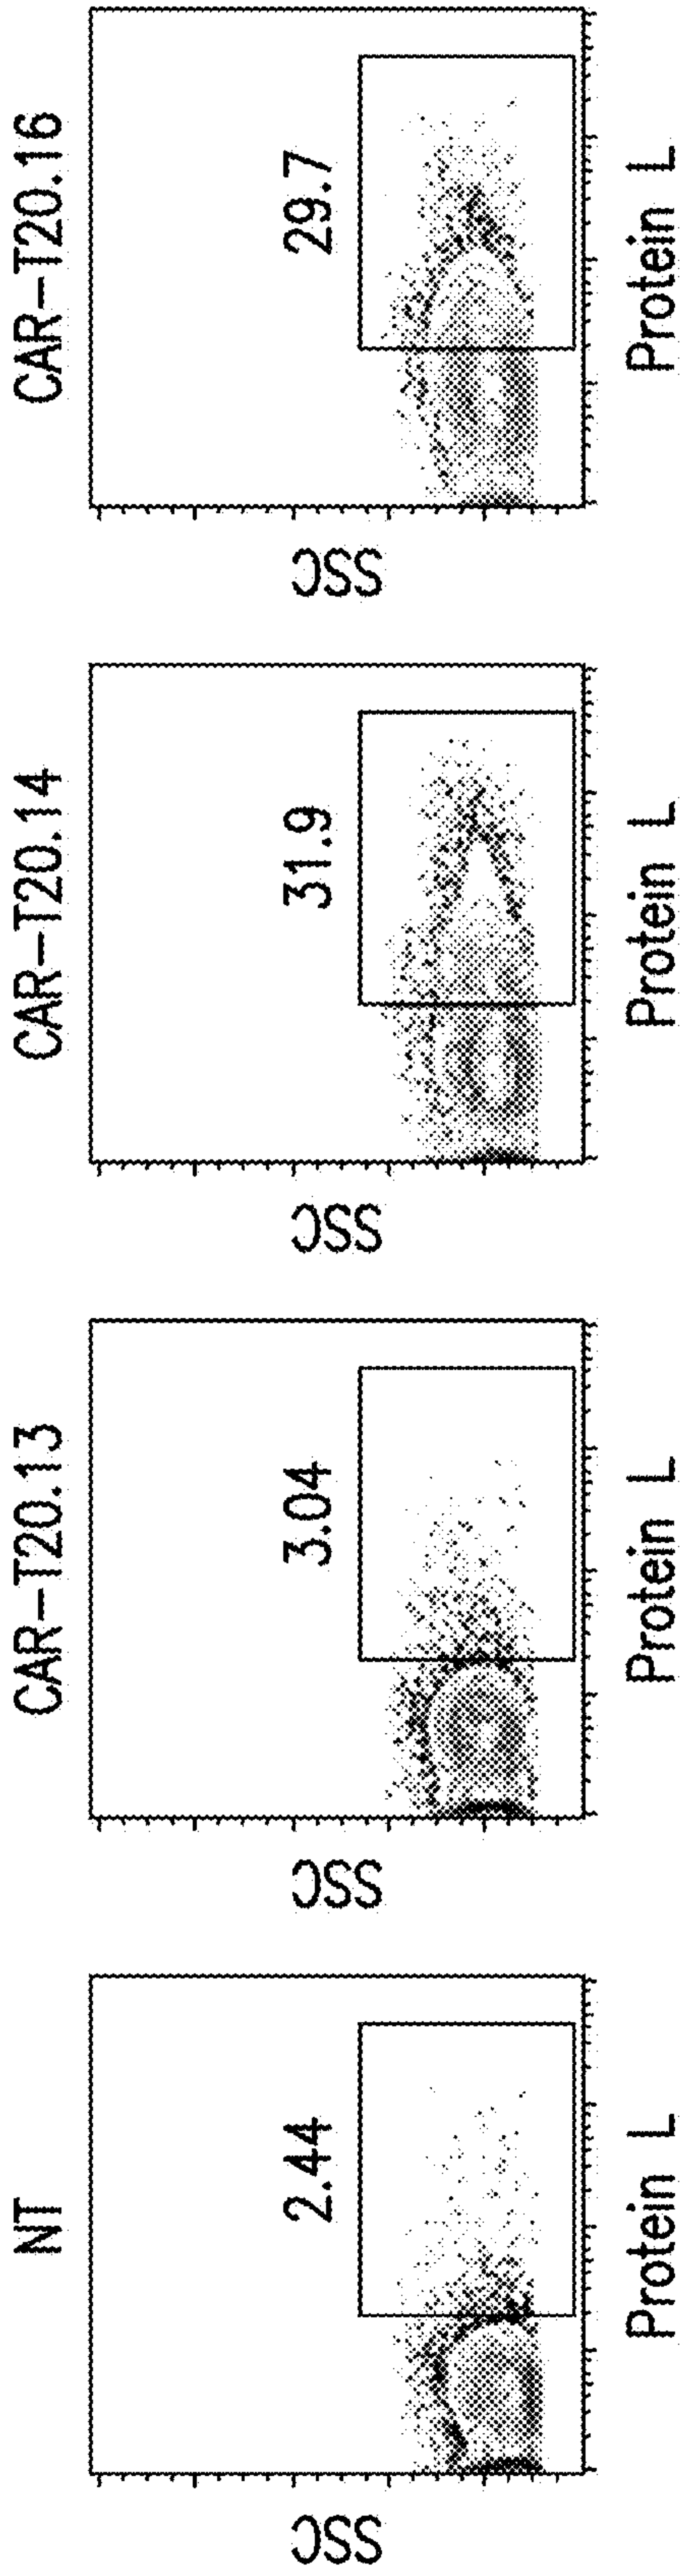 NT
2.44
SSC
Protein L
CAR-T20.13
3.04
SSC
Protein L
CAR-T20.14
31.9
SSC
Protein L
CAR-T20.16
29.7
SSC
Protein L